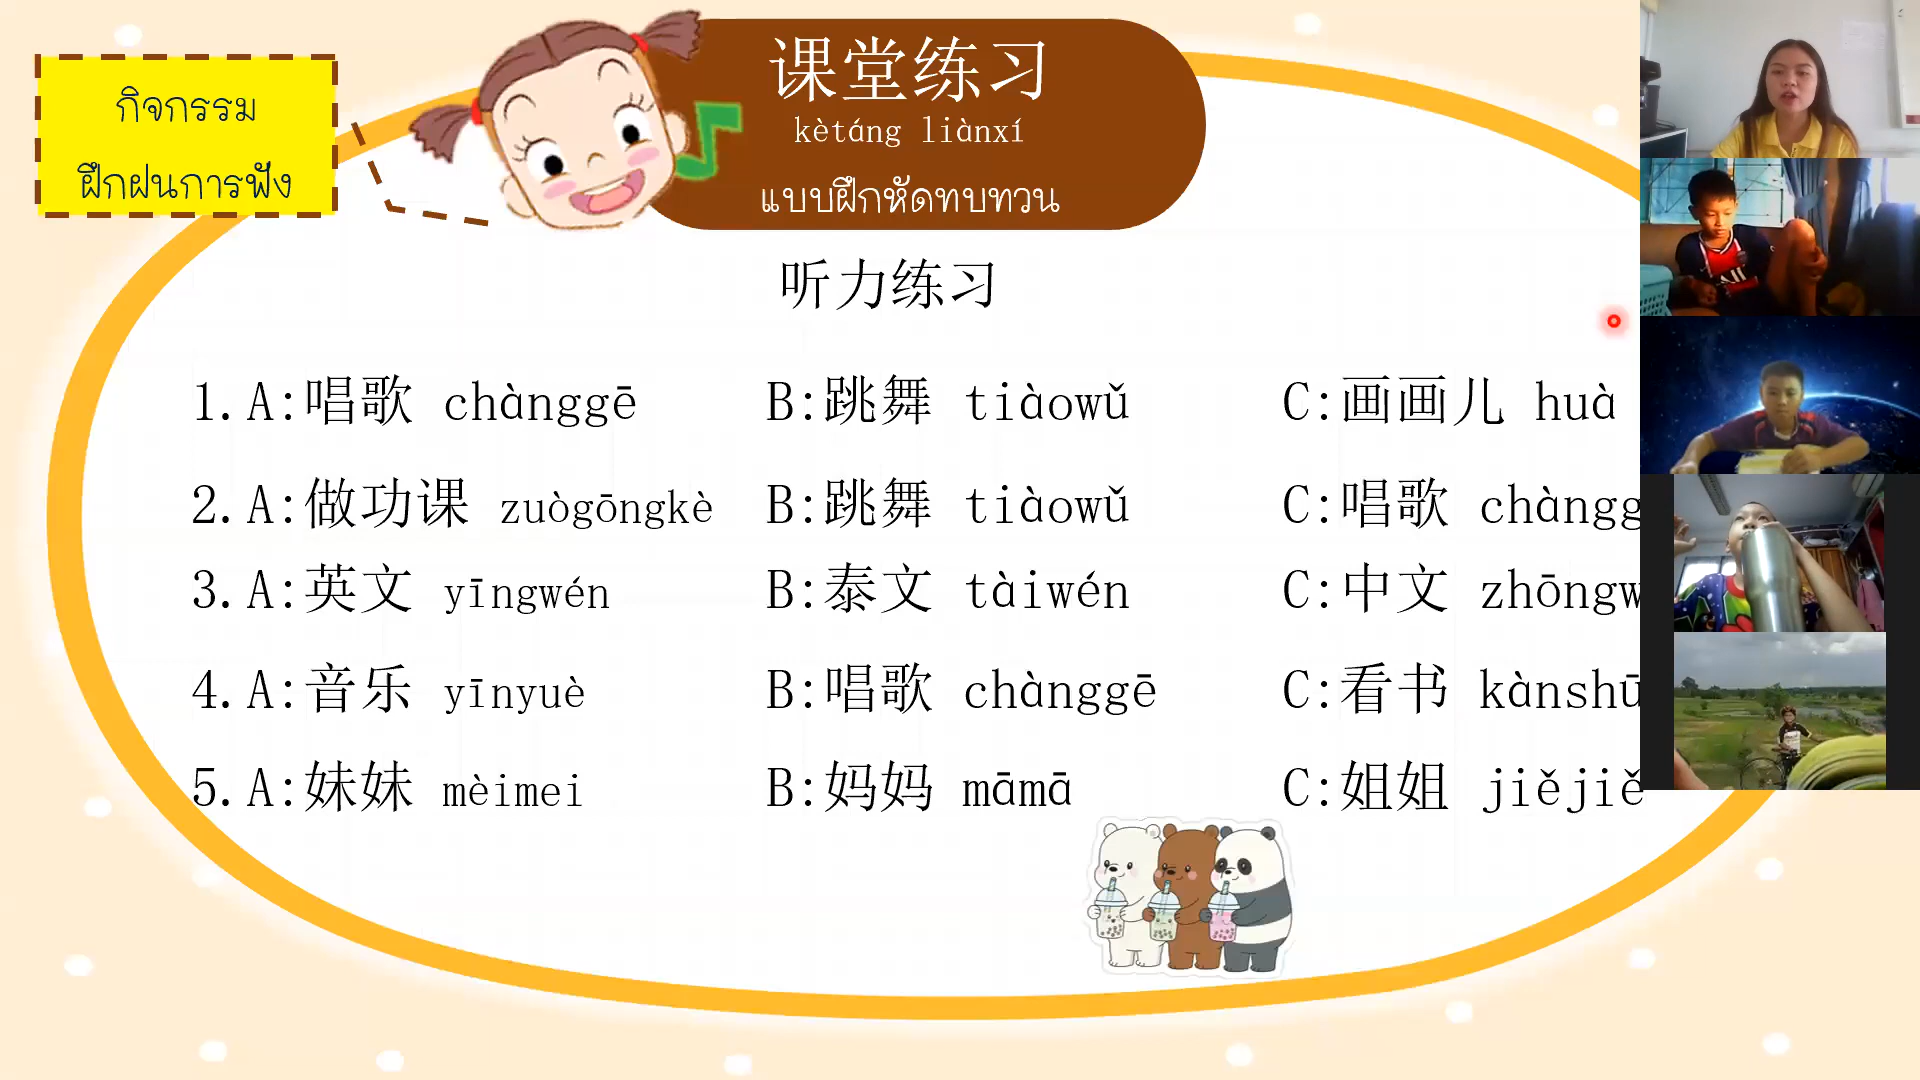 กิจกรรม
ฝึกฝนการฟัง
课堂练习
kètáng liànxí
แบบฝึกหัดทบทวน
听力练习
1. A:唱歌 chànggē B:跳舞 tiàowǔ C:画画儿 huà
2. A:做功课 zuògōngkè B:跳舞 tiàowǔ C:唱歌 chàngg
3. A:英文 yīngwén B:泰文 tàiwén C:中文 zhōngw
4. A:音乐 yīnyuè B:唱歌 chànggē C:看书 kànshū
5. A:妹妹 mèimei B:妈妈 māmā C:姐姐 jiějiě